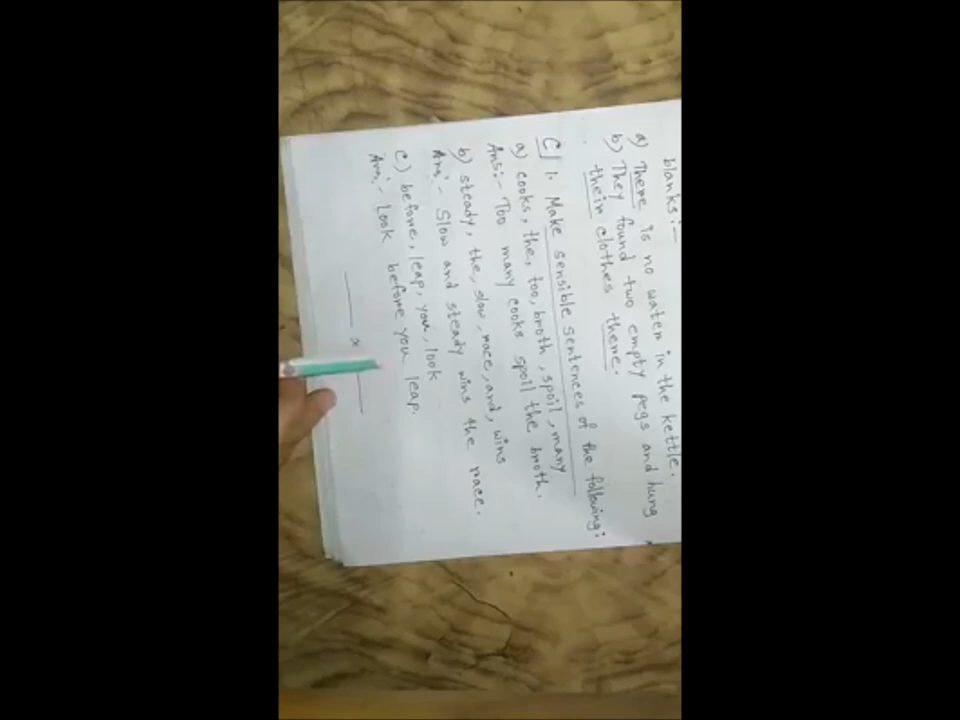 blanks:-
a) There is no water in the kettle.
b) They found two empty pegs and hung
their clothes there.
C/ 1. Make sensible sentences of the following:
a) cooks, the, too, broth, spoil, many
Ans:- Too many cooks spoil the broth.
b) steady, the, slow, race, and, wins
Ans:- Slow and steady wins the race.
c) before, leap, you, look
Ans:- Look before you leap.
x